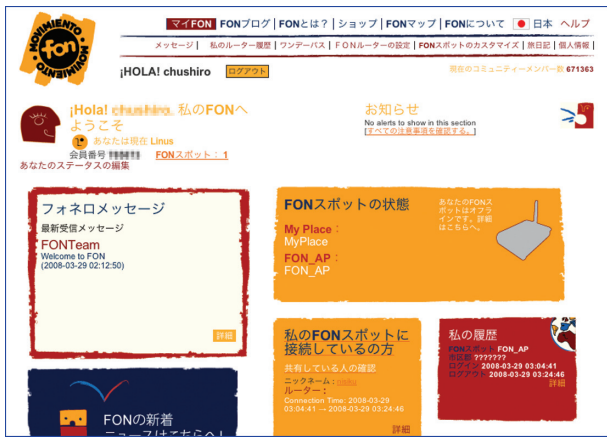 MOVIMIENTO
fon
MOVIMIENTO
マイFON FONブログ | FONとは？ | ショップ | FONマップ | FONについて 日本 ヘルプ
メッセージ | 私のルーター履歴 | ワンデーパス | ＦＯＮルーターの設定 | FONスポットのカスタマイズ | 旅日記 | 個人情報 |
¡HOLA! chushiro ログアウト
現在のコミュニティーメンバー数 671363
¡Hola! 私のFONへ
ようこそ
あなたは現在 Linus
会員番号 FONスポット： 1
あなたのステータスの編集
お知らせ
No alerts to show in this section
[すべての注意事項を確認する。]
フォネロメッセージ
最新受信メッセージ
FONTeam
Welcome to FON
(2008-03-29 02:12:50)
詳細
FONスポットの状態
My Place :
MyPlace
FON_AP :
FON_AP
あなたのFONス
ポットはオフラ
インです。詳細
はこちらへ。
私のFONスポットに
接続しているの方
共有している人の確認
ニックネーム :
ルーター :
Connection Time: 2008-03-29
03:04:41 → 2008-03-29 03:24:46
詳細
私の履歴
FONスポット FON_AP
市区郡 ???????
ログイン 2008-03-29 03:04:41
ログアウト 2008-03-29 03:24:46
詳細
FONの新着
ニュースはこちらへ！